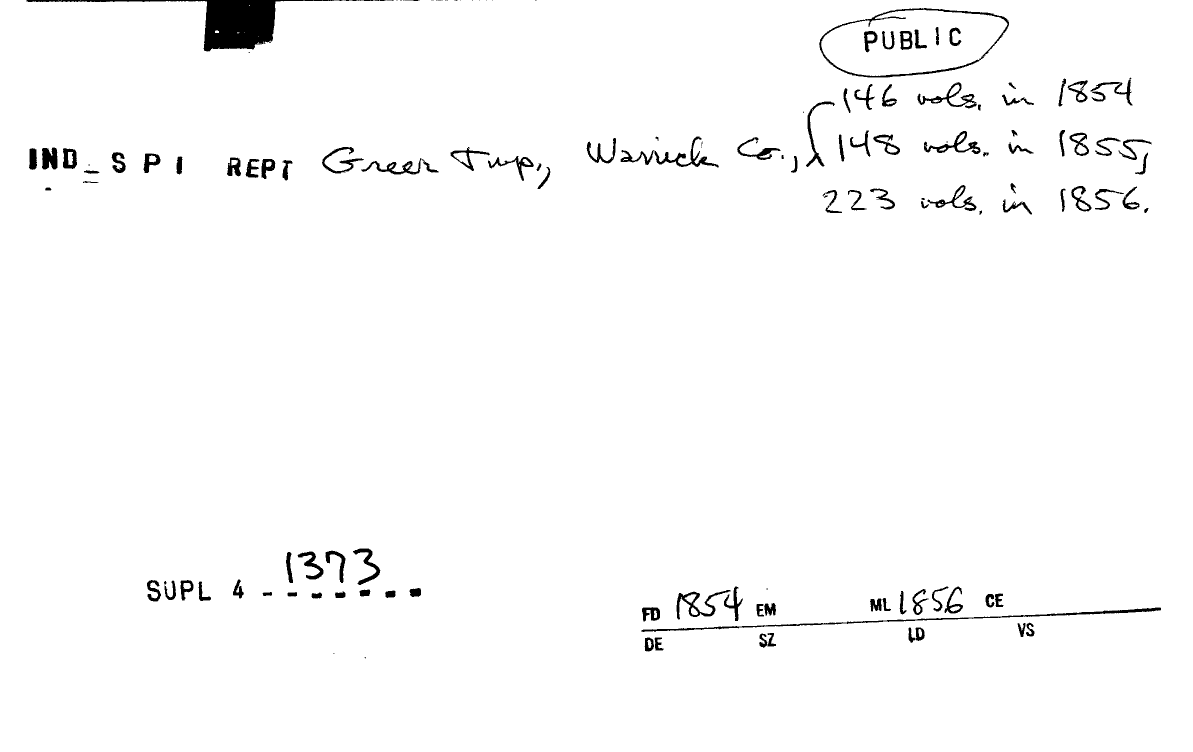 PUBLIC
146 vols. in 1854
IND - S P I REPT Greer Twp., Warrick Co., 148 vols. in 1855,
223 vols. in 1856.
SUPL 4 - 1373
FD 1854 EM ML 1856 CE
DE SZ LD VS